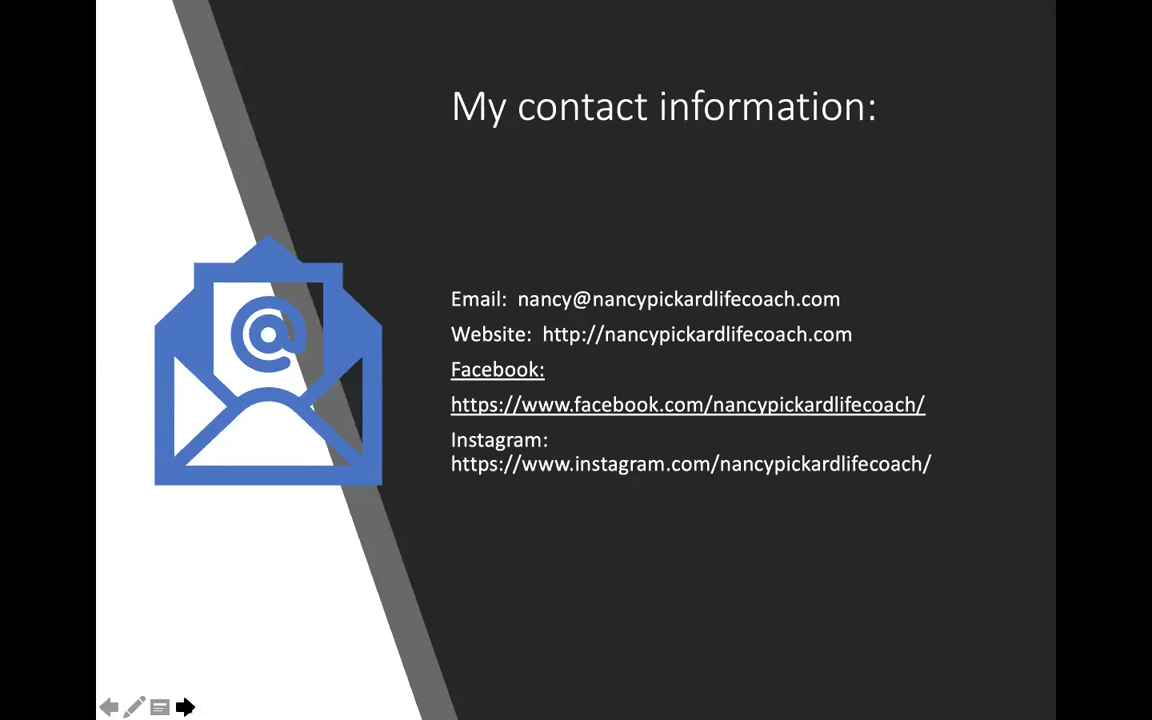 My contact information:
Email: nancy@nancypickardlifecoach.com
Website: http://nancypickardlifecoach.com
Facebook:
https://www.facebook.com/nancypickardlifecoach/
Instagram:
https://www.instagram.com/nancypickardlifecoach/